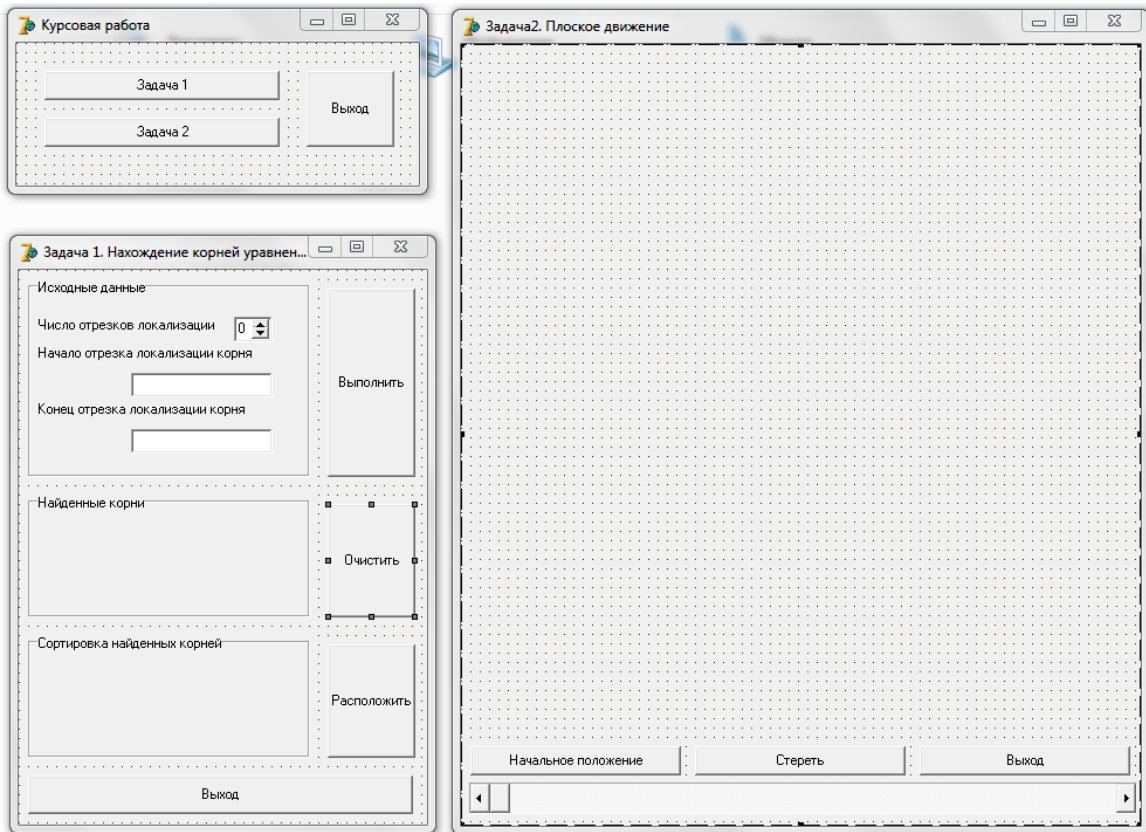 Курсовая работа
Задача 1
Задача 2
Выход
Задача 1. Нахождение корней уравнен...
Исходные данные
Число отрезков локализации
0
Начало отрезка локализации корня
Конец отрезка локализации корня
Выполнить
Найденные корни
Очистить
Сортировка найденных корней
Расположить
Выход
Задача2. Плоское движение
Начальное положение
Стереть
Выход